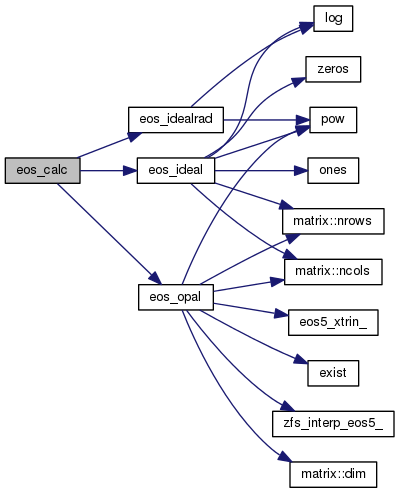 log
zeros
eos_idealrad
pow
eos_calc
eos_ideal
ones
matrix::nrows
matrix::ncols
eos_opal
eos5_xtrin_
exist
zfs_interp_eos5_
matrix::dim